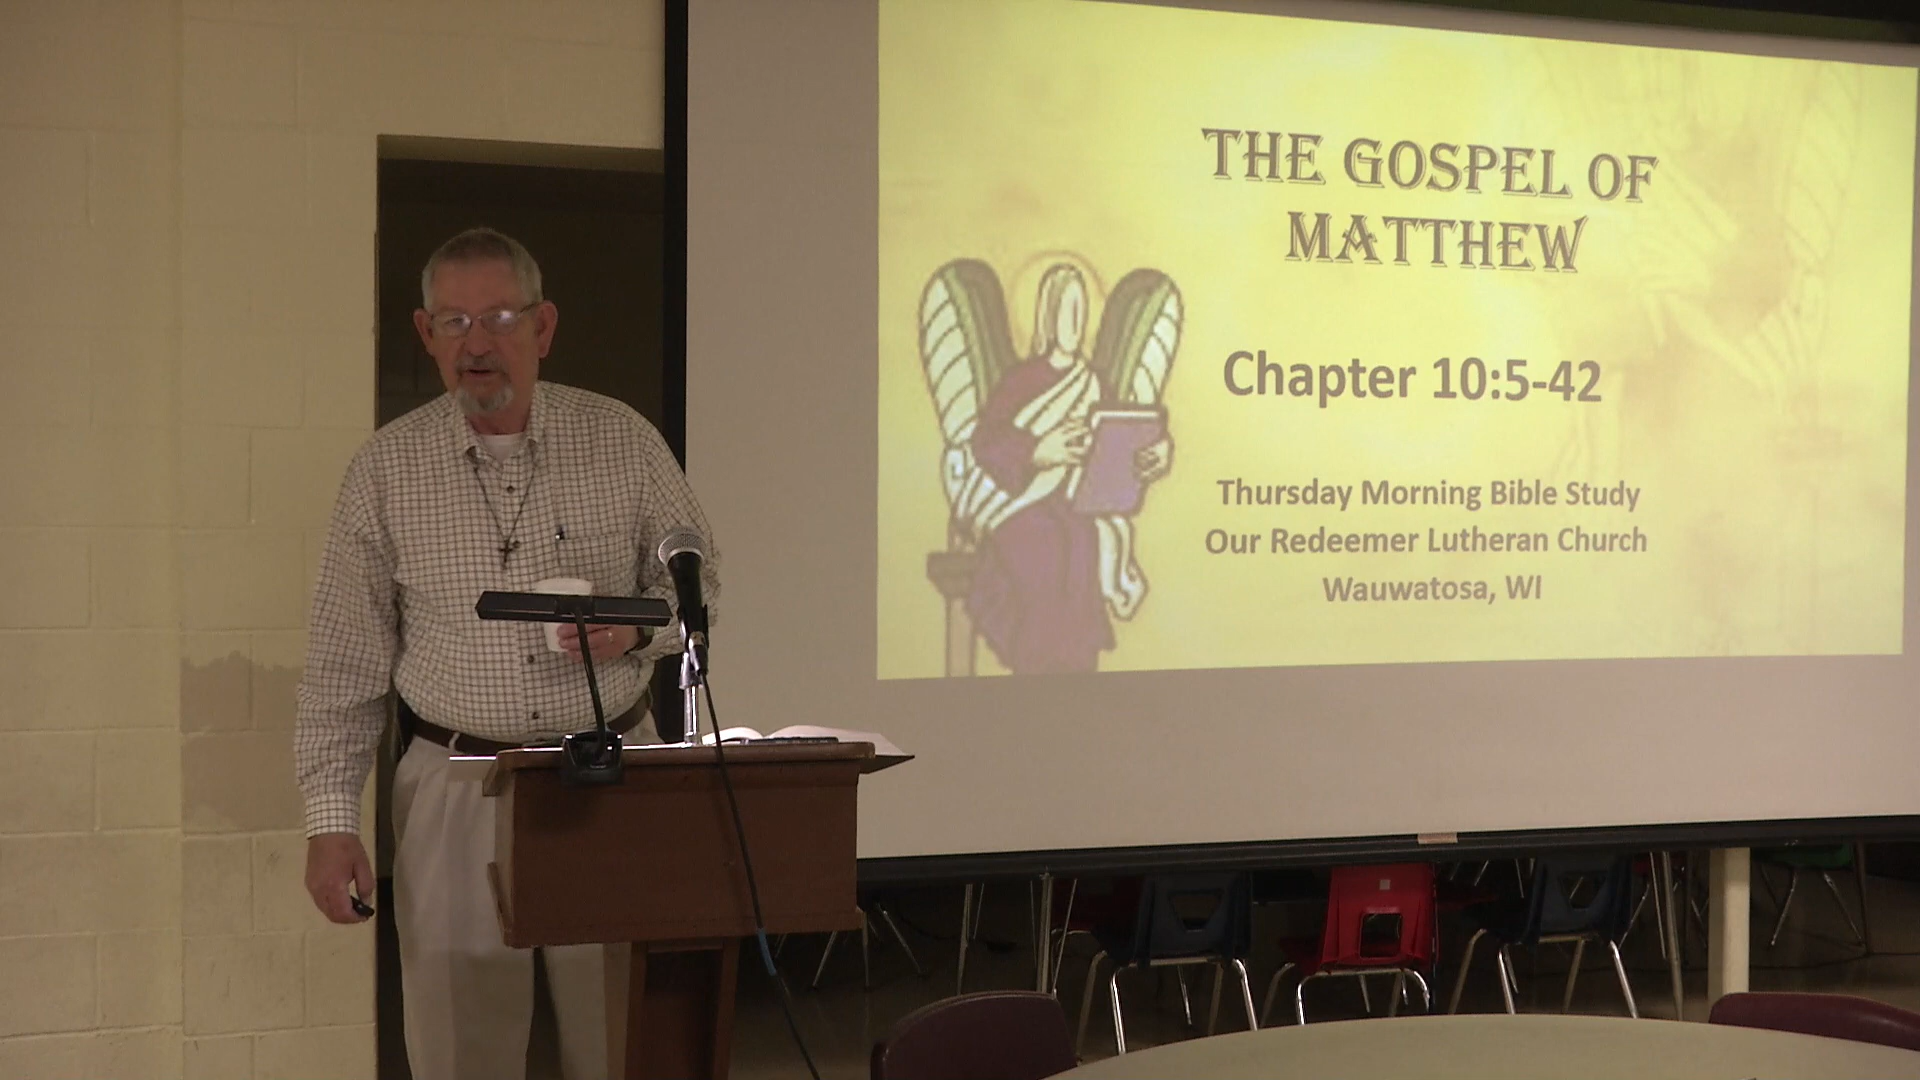 THE GOSPEL OF
MATTHEW
Chapter 10:5-42
Thursday Morning Bible Study
Our Redeemer Lutheran Church
Wauwatosa, WI